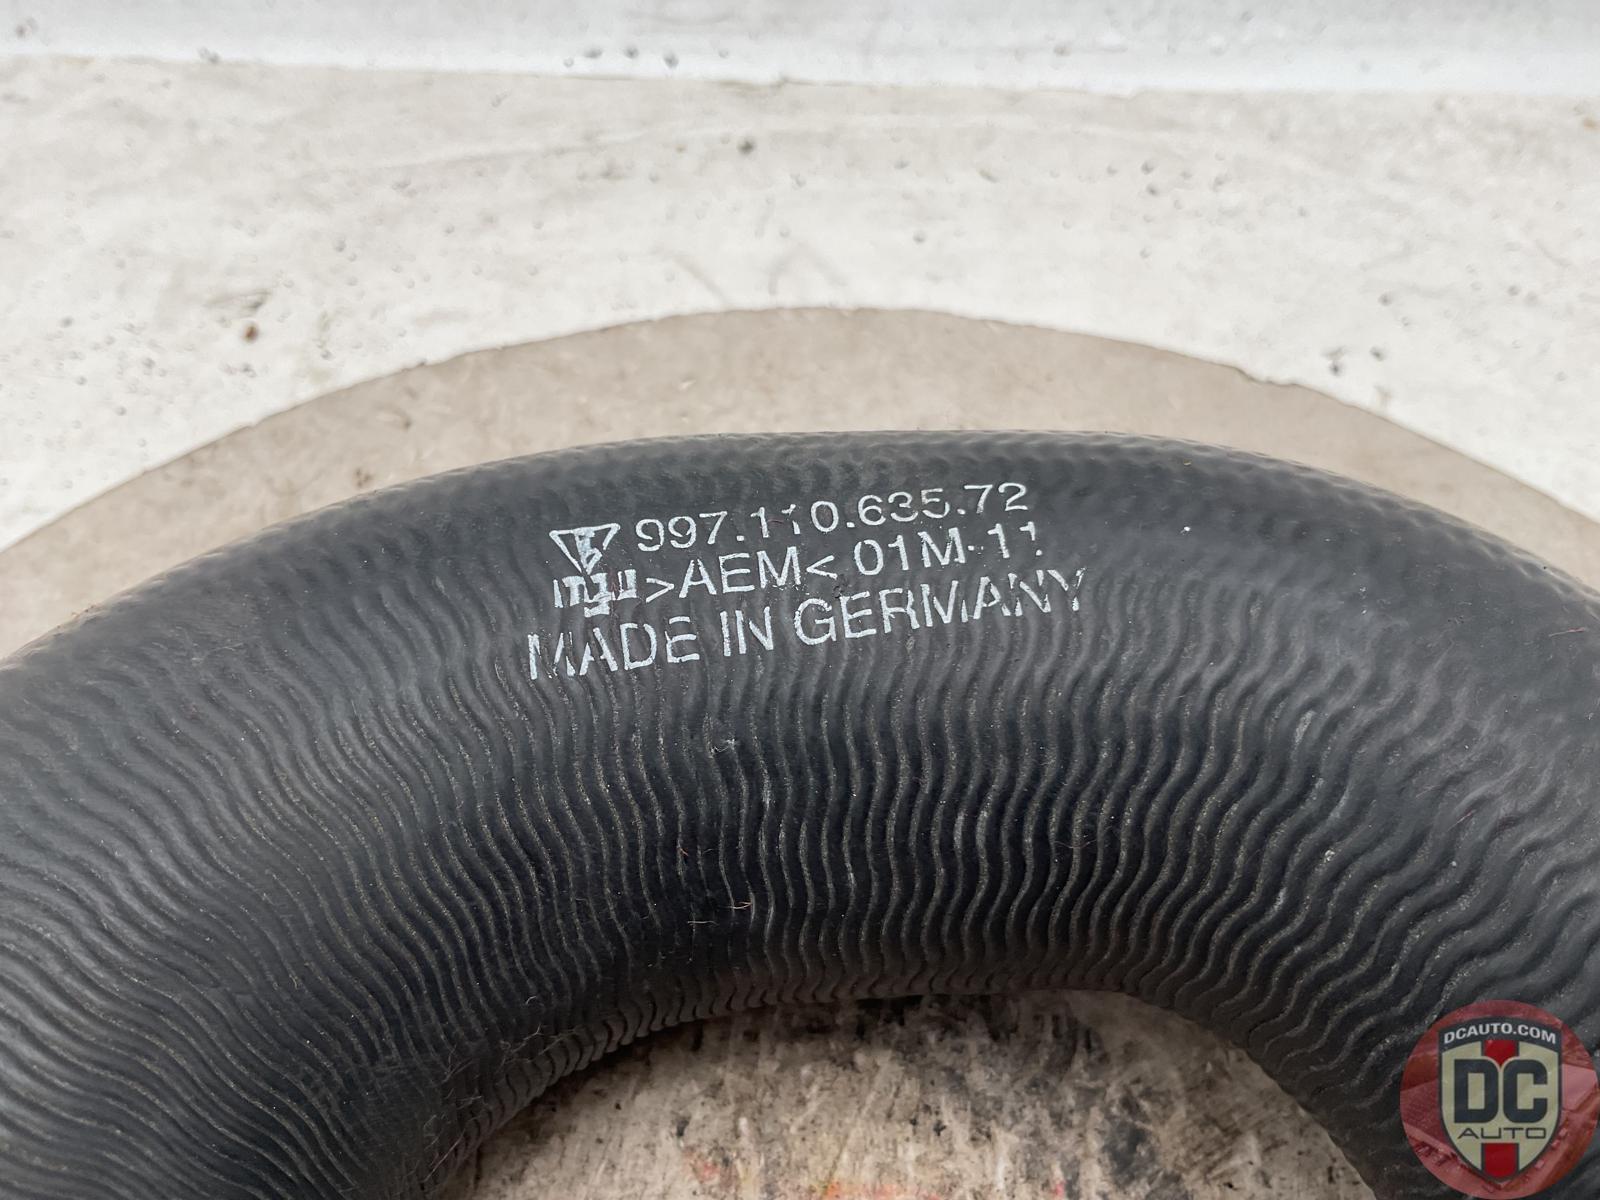 997.110.635.72
>AEM< 01M-11
MADE IN GERMANY
DCAUTO.COM
DC
AUTO